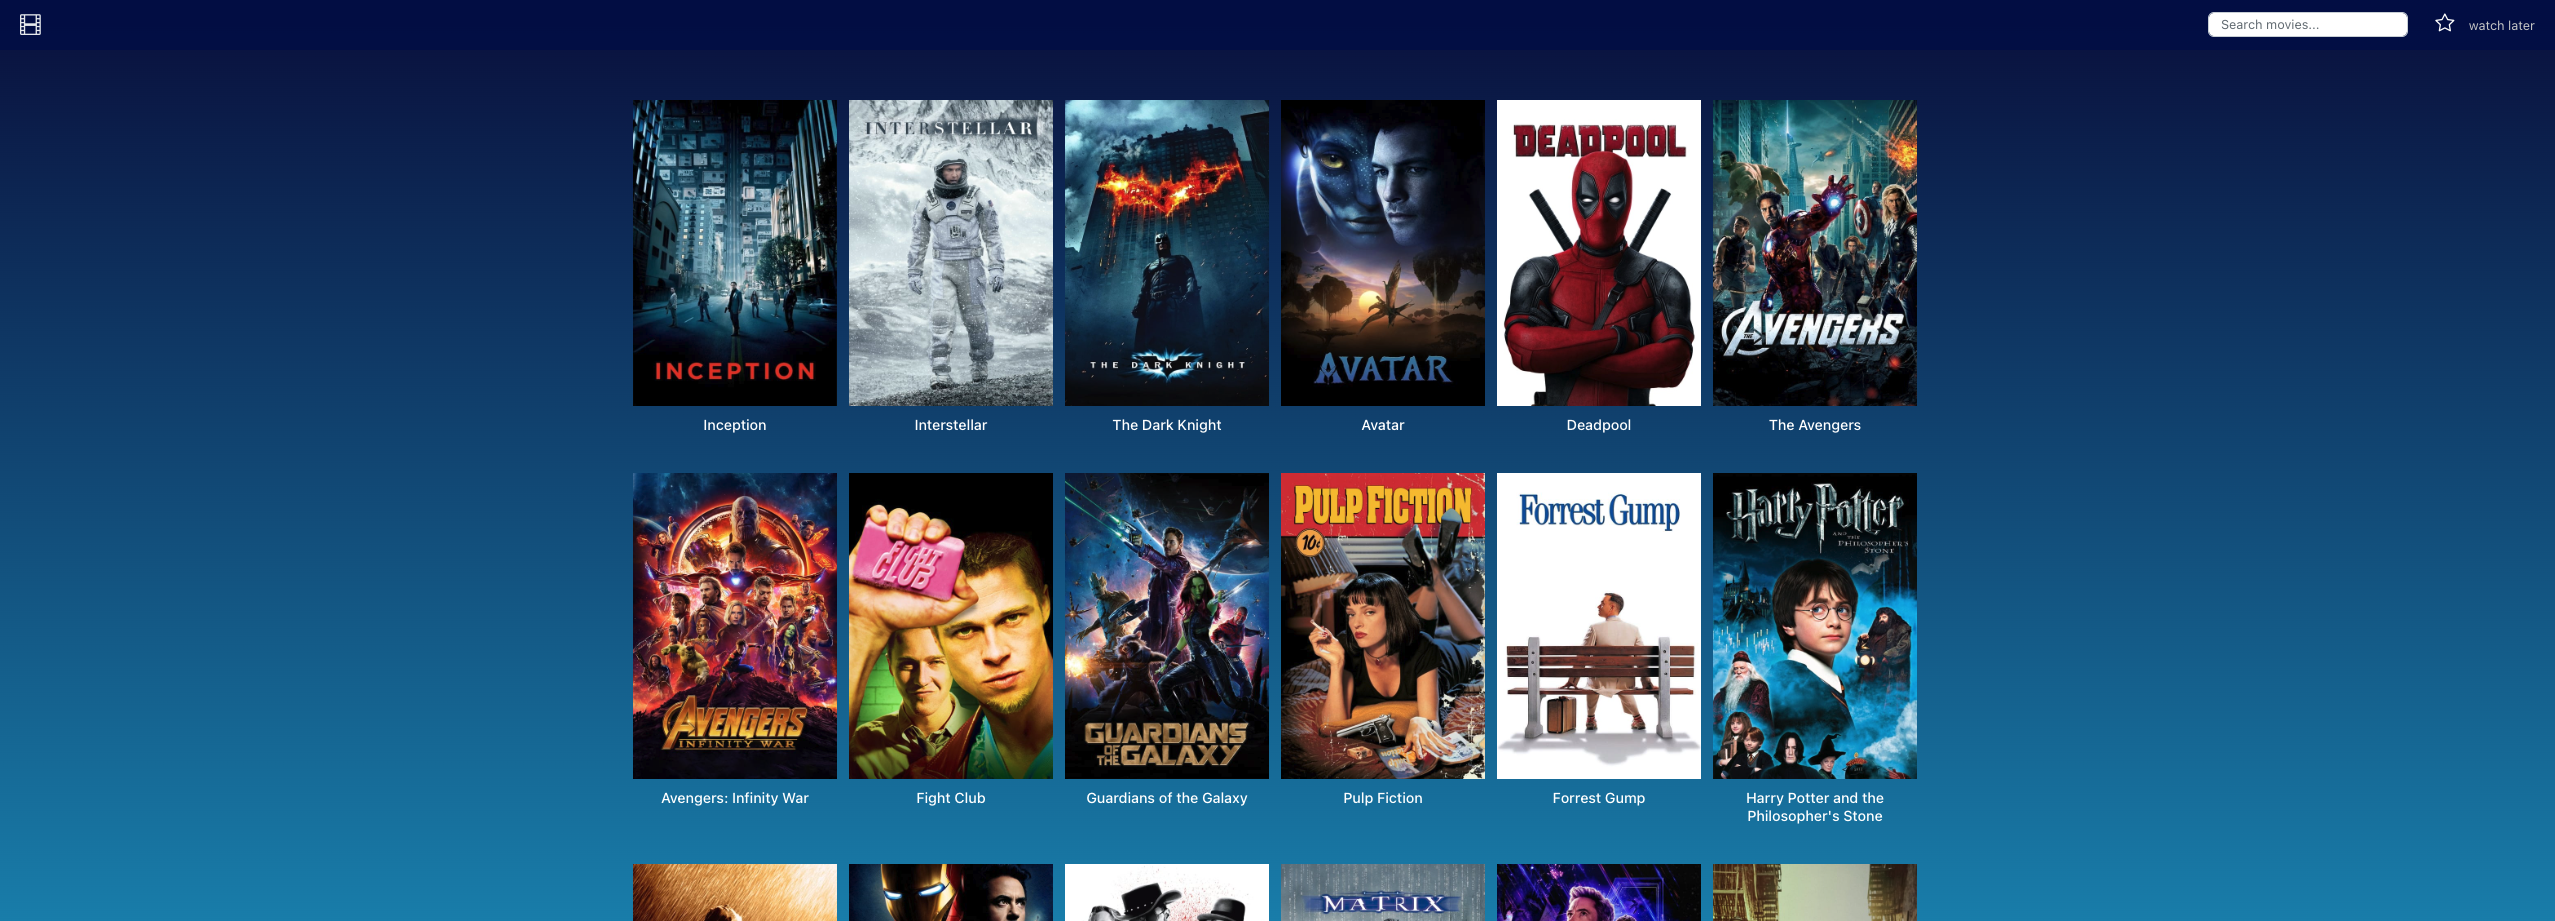 Search movies...
watch later
INCEPTION
INTERSTELLAR
THE DARK KNIGHT
AVATAR
DEADPOOL
THE AVENGERS
Inception
Interstellar
The Dark Knight
Avatar
Deadpool
The Avengers
AVENGERS
INFINITY WAR
FIGHT
CLUB
GUARDIANS
OF THE GALAXY
PULP FICTION
10¢
Forrest Gump
Harry Potter
AND THE
PHILOSOPHER'S
STONE
Avengers: Infinity War
Fight Club
Guardians of the Galaxy
Pulp Fiction
Forrest Gump
Harry Potter and the
Philosopher's Stone
MATRIX